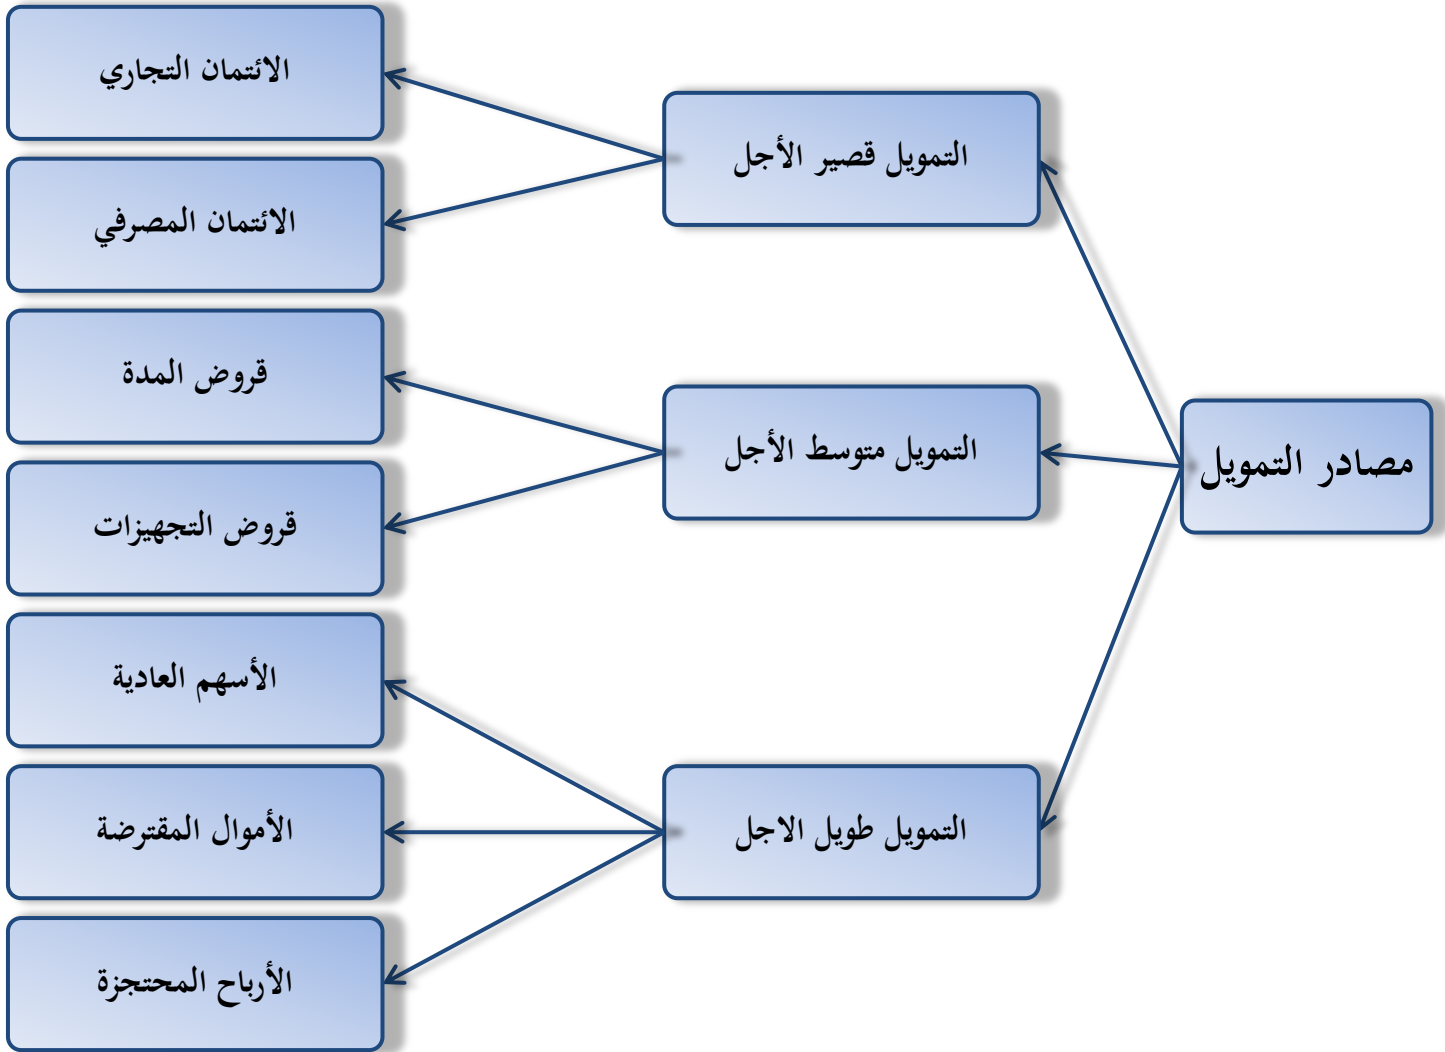 مصادر التمويل
التمويل قصير الأجل
الائتمان التجاري
الائتمان المصرفي
التمويل متوسط الأجل
قروض المدة
قروض التجهيزات
التمويل طويل الاجل
الأسهم العادية
الأموال المقترضة
الأرباح المحتجزة